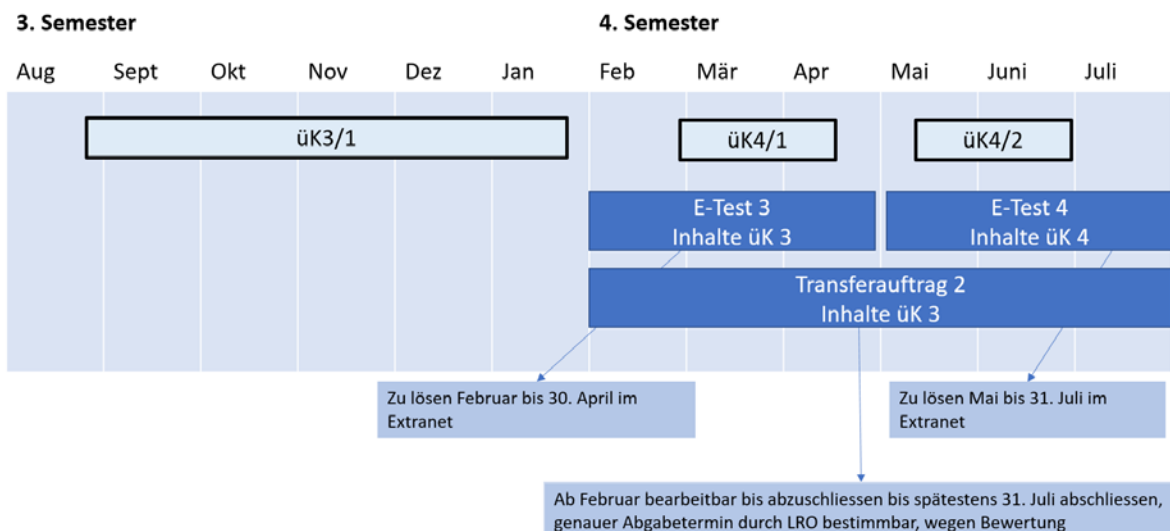 3. Semester
4. Semester
Aug Sept Okt Nov Dez Jan Feb Mär Apr Mai Juni Juli
üK3/1
üK4/1
üK4/2
E-Test 3
Inhalte üK 3
E-Test 4
Inhalte üK 4
Transferauftrag 2
Inhalte üK 3
Zu lösen Februar bis 30. April im
Extranet
Zu lösen Mai bis 31. Juli im
Extranet
Ab Februar bearbeitbar bis abzuschliessen bis spätestens 31. Juli abschliessen,
genauer Abgabetermin durch LRO bestimmbar, wegen Bewertung